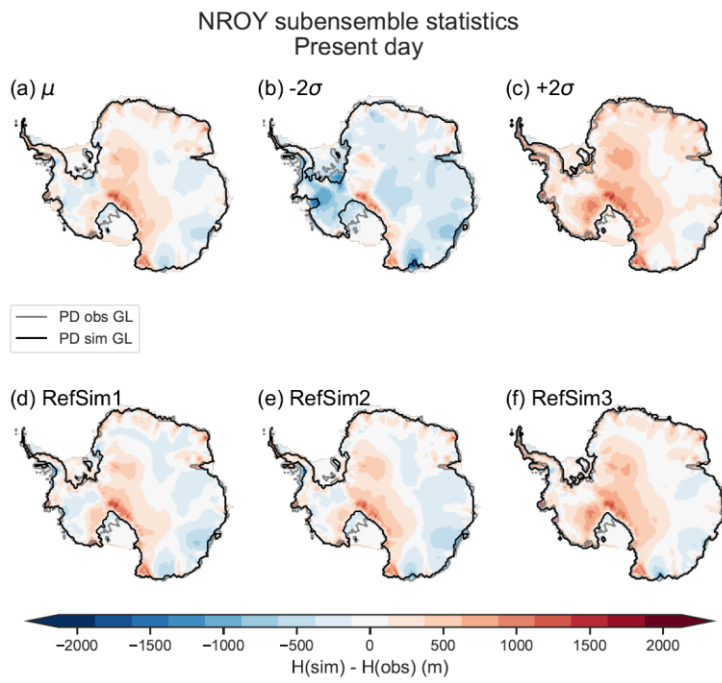 NROY subensemble statistics
Present day
(a) μ
(b) -2σ
(c) +2σ
PD obs GL
PD sim GL
(d) RefSim1
(e) RefSim2
(f) RefSim3
−2000 −1500 −1000 −500 0 500 1000 1500 2000
H(sim) - H(obs) (m)